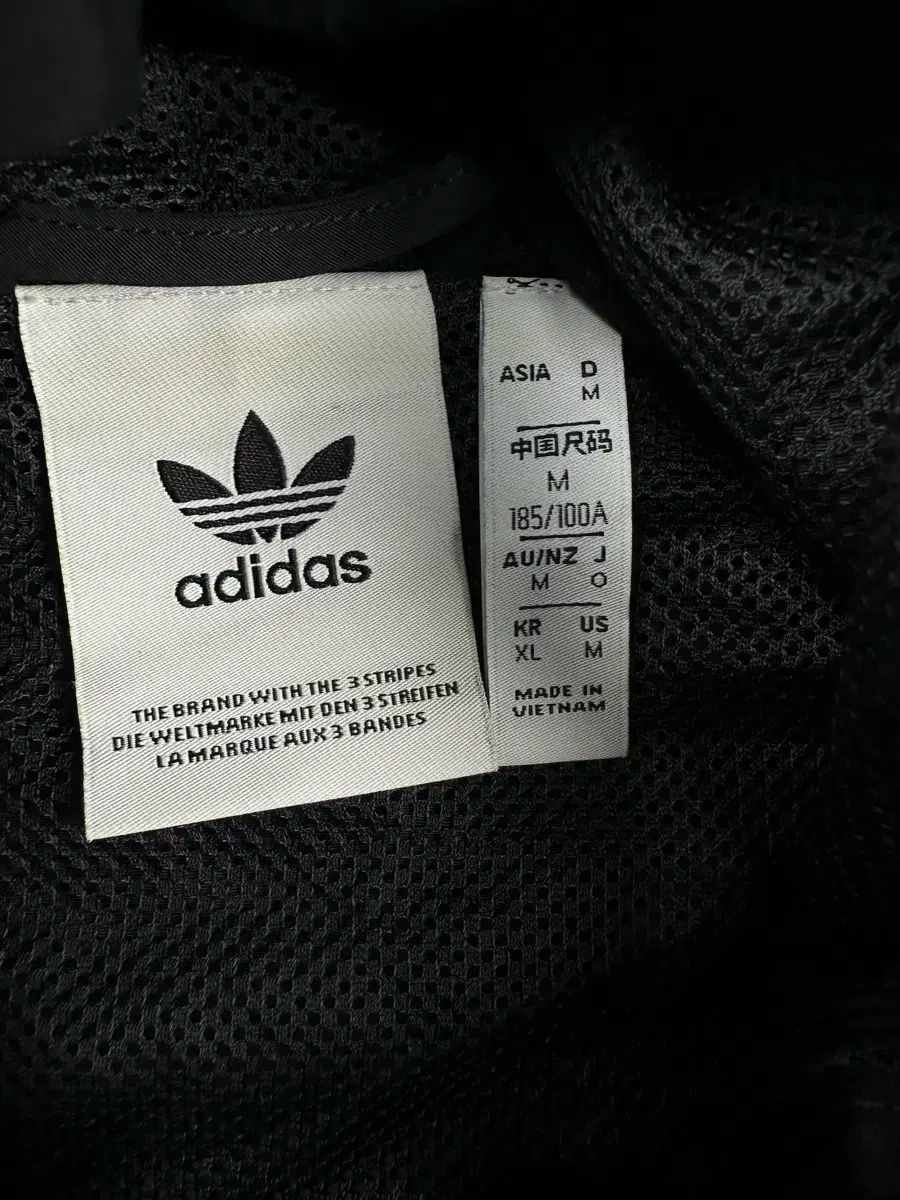 adidas
THE BRAND WITH THE 3 STRIPES
DIE WELTMARKE MIT DEN 3 STREIFEN
LA MARQUE AUX 3 BANDES
ASIA D
M
中国尺码
M
185/100A
AU/NZ J
M O
KR US
XL M
MADE IN
VIETNAM